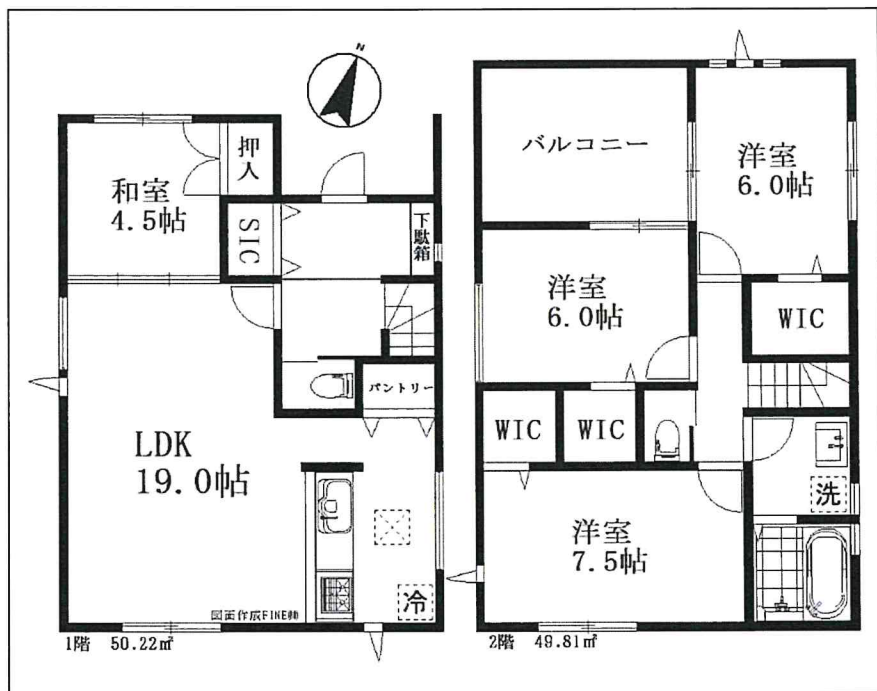 N
和室
4.5帖
押入
SIC
下駄箱
パントリー
LDK
19.0帖
冷
図面作成FINE㈱
1階 50.22㎡
バルコニー
洋室
6.0帖
洋室
6.0帖
WIC
WIC
WIC
洗
洋室
7.5帖
2階 49.81㎡